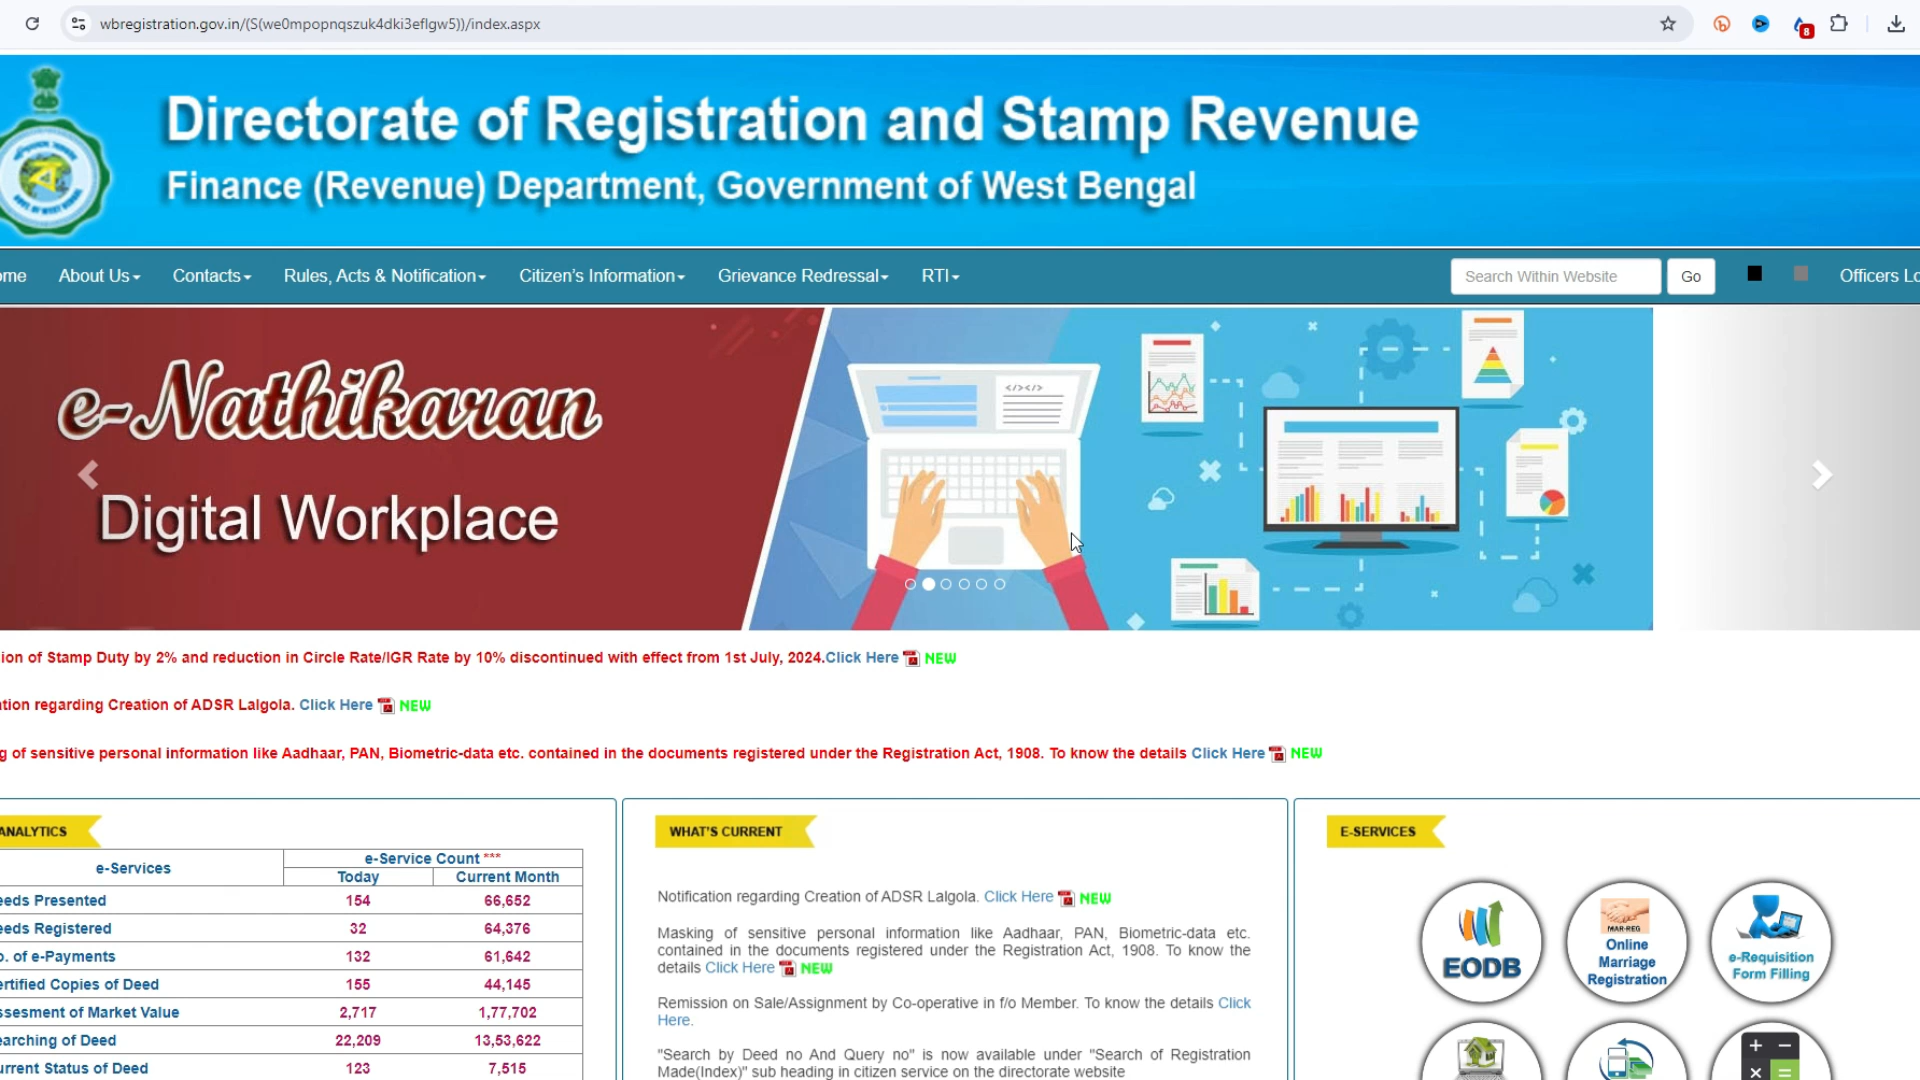 wbregistration.gov.in/(S(we0mpopnqszuk4dki3eflgw5))/index.aspx
8
Directorate of Registration and Stamp Revenue
Finance (Revenue) Department, Government of West Bengal
ome About Us Contacts Rules, Acts & Notification Citizen's Information Grievance Redressal RTI Search Within Website Go Officers Lo
e-Nathikaran
Digital Workplace
ion of Stamp Duty by 2% and reduction in Circle Rate/IGR Rate by 10% discontinued with effect from 1st July, 2024.Click Here NEW
ation regarding Creation of ADSR Lalgola. Click Here NEW
g of sensitive personal information like Aadhaar, PAN, Biometric-data etc. contained in the documents registered under the Registration Act, 1908. To know the details Click Here NEW
ANALYTICS
e-Services e-Service Count ***
Today Current Month
eeds Presented 154 66,652
eeds Registered 32 64,376
o. of e-Payments 132 61,642
ertified Copies of Deed 155 44,145
ssesment of Market Value 2,717 1,77,702
earching of Deed 22,209 13,53,622
urrent Status of Deed 123 7,515
WHAT'S CURRENT
Notification regarding Creation of ADSR Lalgola. Click Here NEW
Masking of sensitive personal information like Aadhaar, PAN, Biometric-data etc.
contained in the documents registered under the Registration Act, 1908. To know the
details Click Here NEW
Remission on Sale/Assignment by Co-operative in f/o Member. To know the details Click
Here.
"Search by Deed no And Query no" is now available under "Search of Registration
Made(Index)" sub heading in citizen service on the directorate website
E-SERVICES
EODB
MAR-REG
Online
Marriage
Registration
e-Requisition
Form Filling